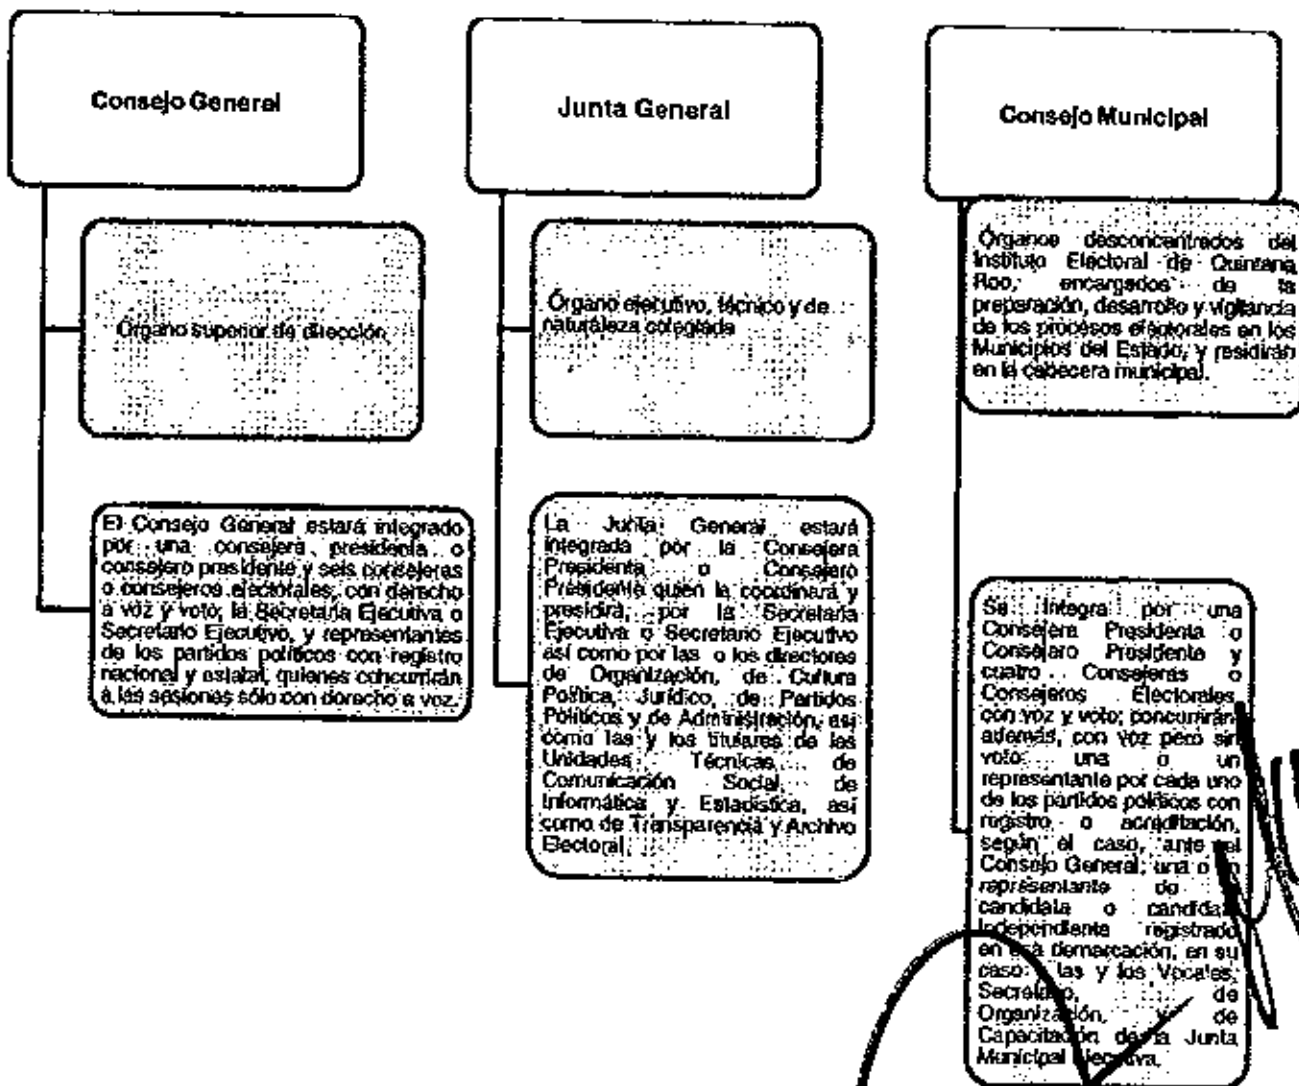 Consejo General
Órgano superior de dirección
El Consejo General estará integrado
por una consejera presidenta o
consejero presidente y seis consejeras
o consejeros electorales, con derecho
a voz y voto; la Secretaria Ejecutiva o
Secretario Ejecutivo, y representantes
de los partidos políticos con registro
nacional y estatal, quienes concurrirán
a las sesiones sólo con derecho a voz.
Junta General
Órgano ejecutivo, técnico y de
naturaleza colegiada
La Junta General estará
integrada por la Consejera
Presidenta o Consejero
Presidente quien la coordinará y
presidirá, por la Secretaria
Ejecutiva o Secretario Ejecutivo
así como por las o los directores
de Organización, de Cultura
Política, Jurídico, de Partidos
Políticos y de Administración, así
como las y los titulares de las
Unidades Técnicas de
Comunicación Social, de
Informática y Estadística, así
como de Transparencia y Archivo
Electoral.
Consejo Municipal
Órganos desconcentrados del
Instituto Electoral de Quintana
Roo, encargados de la
preparación, desarrollo y vigilancia
de los procesos electorales en los
Municipios del Estado, y residirán
en la cabecera municipal.
Se integra por una
Consejera Presidenta o
Consejero Presidente y
cuatro Consejeras o
Consejeros Electorales,
con voz y voto; concurrirán
además, con voz pero sin
voto: una o un
representante por cada uno
de los partidos políticos con
registro o acreditación,
según el caso, ante el
Consejo General; una o
representante de
candidata o
independiente registrado
en esa demarcación, en su
caso y las y los Vocales,
Secretario, de
Organización, y de
Capacitación de la Junta
Municipal Ejecutiva.